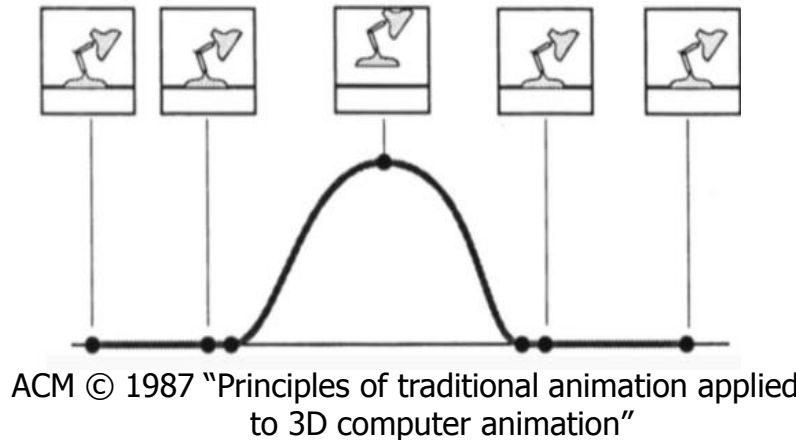 ACM © 1987 “Principles of traditional animation applied
to 3D computer animation”